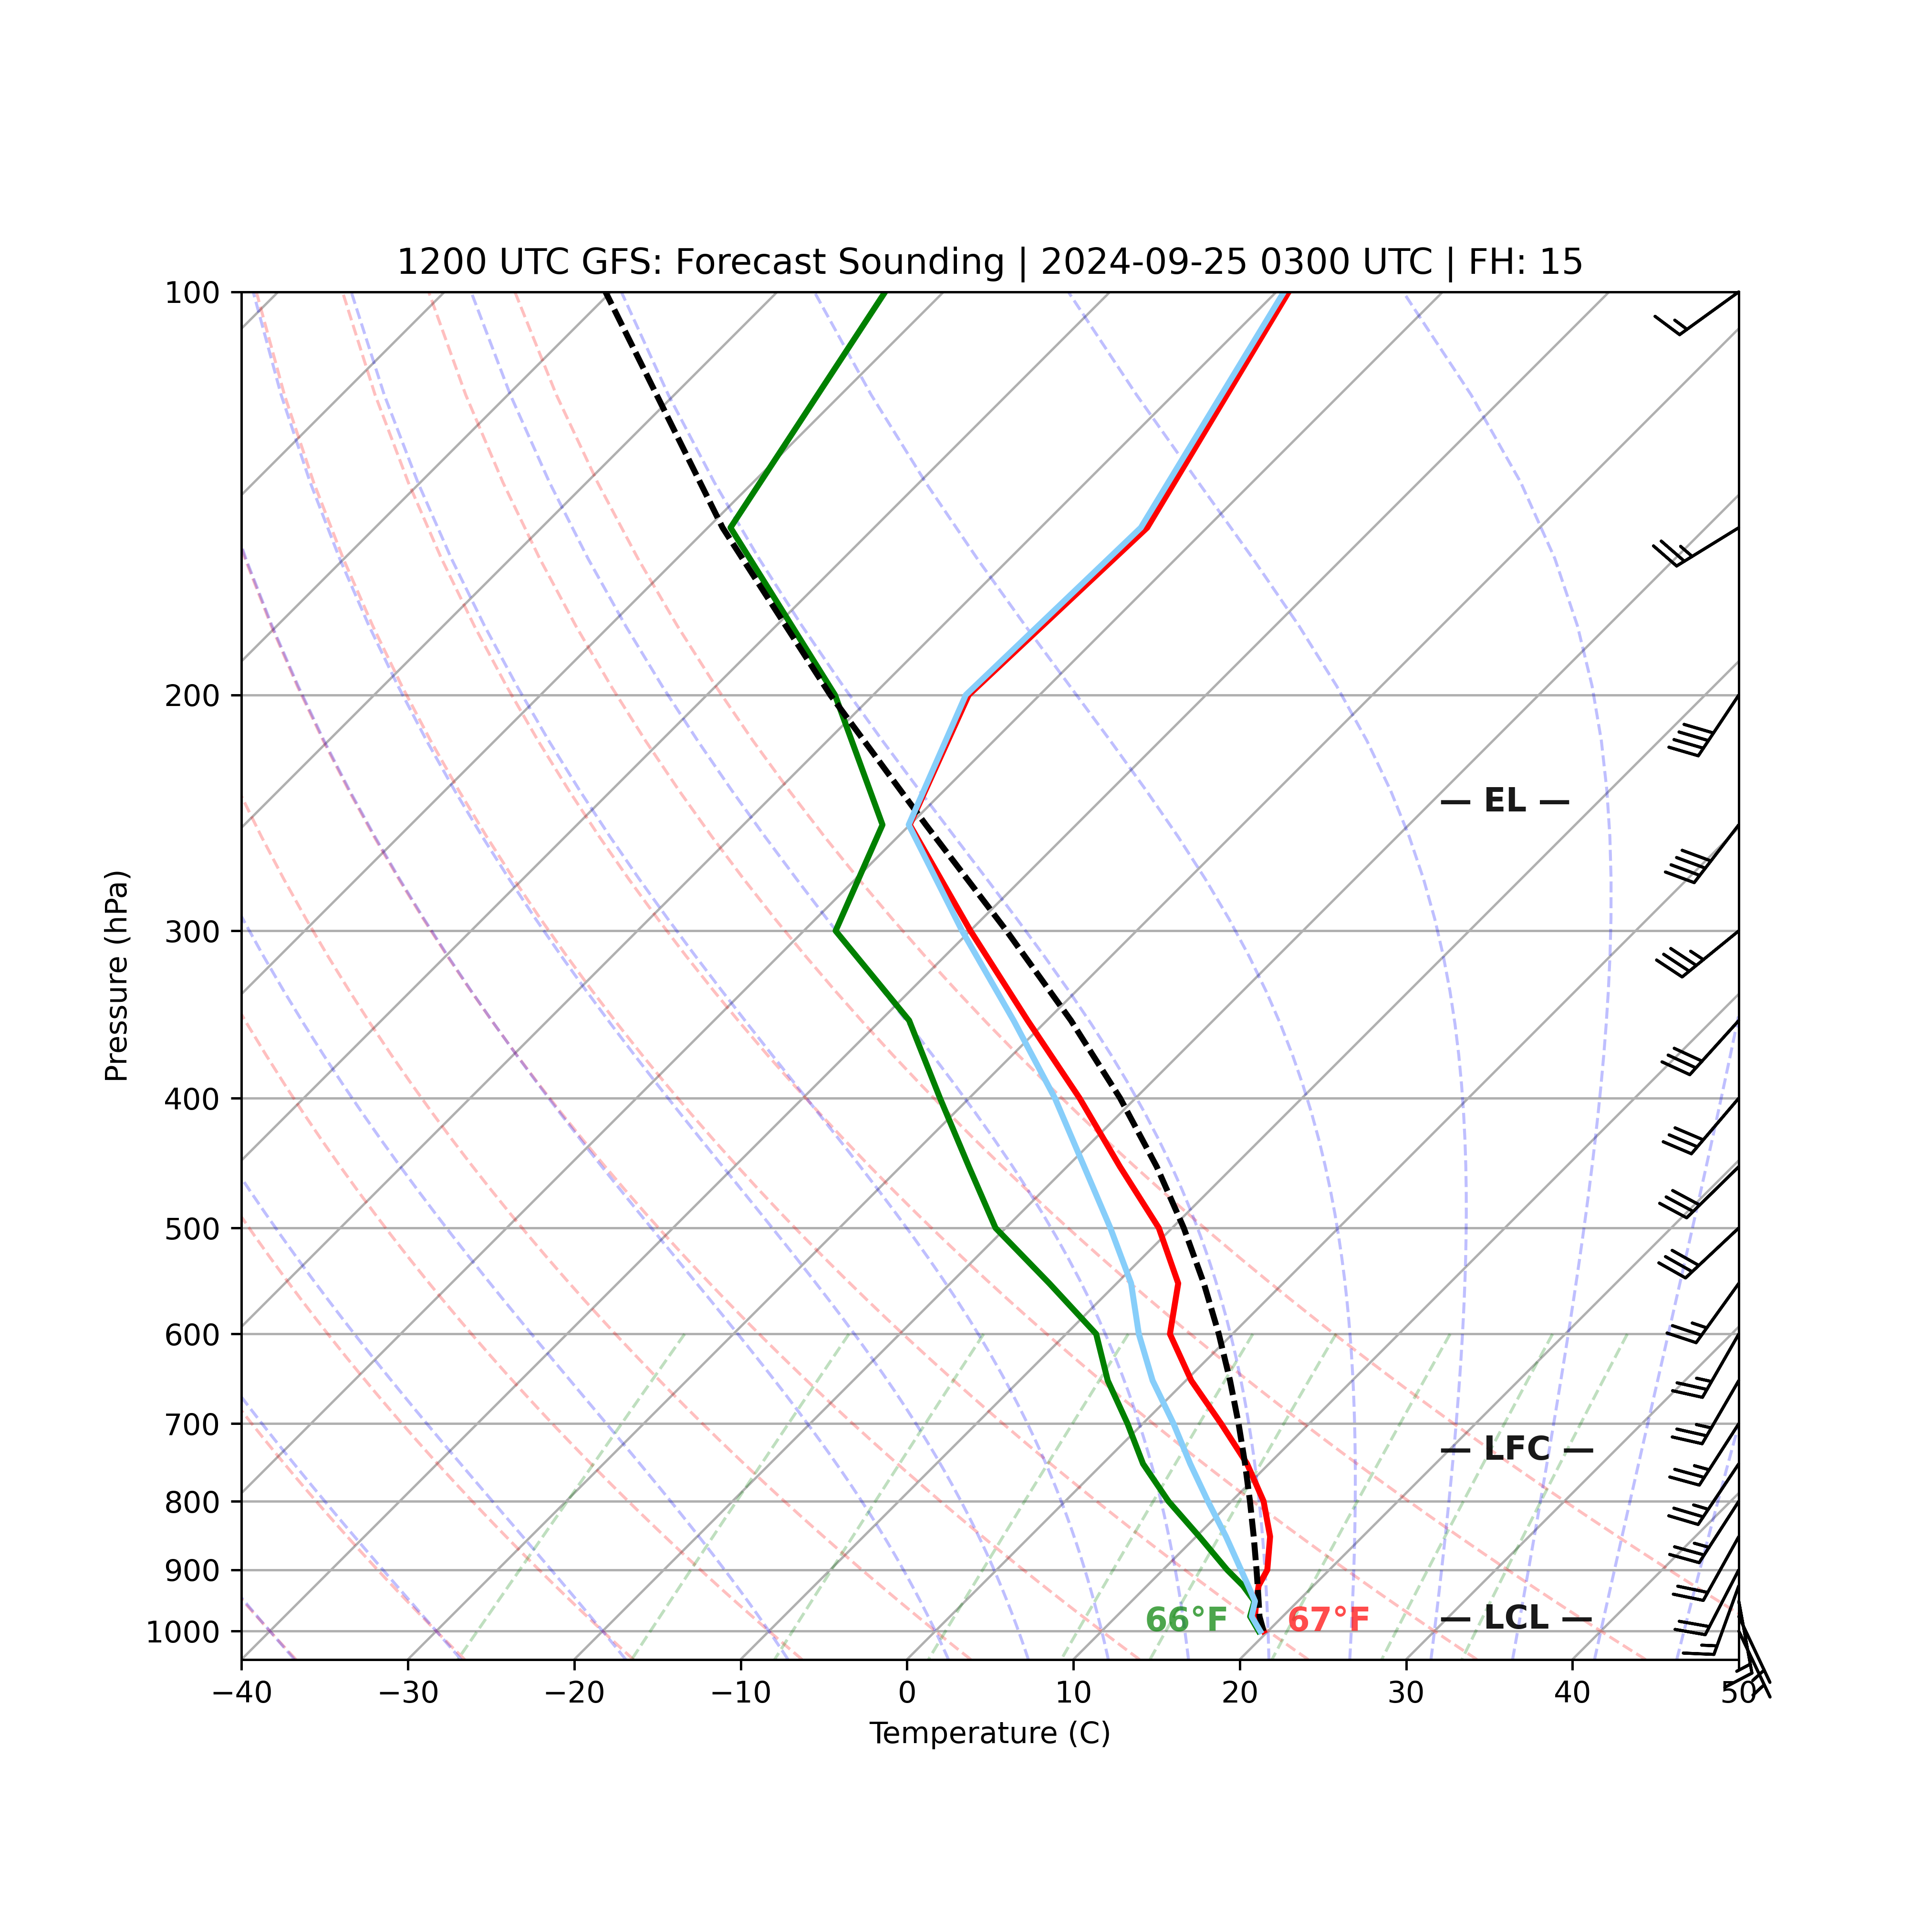 1200 UTC GFS: Forecast Sounding | 2024-09-25 0300 UTC | FH: 15
100
200
— EL —
Pressure (hPa)
300
400
500
600
700
— LFC —
800
900
66°F 67°F — LCL —
1000
−40 −30 −20 −10 0 10 20 30 40 50
Temperature (C)